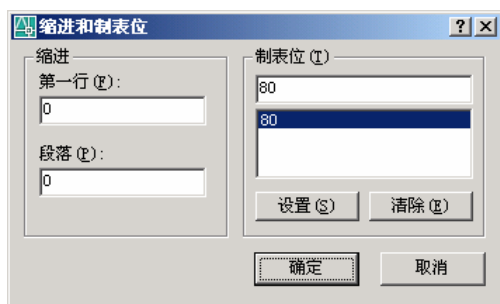 缩进和制表位
缩进
第一行(F):
0
段落(P):
0
制表位(T)
80
80
设置(S)
清除(E)
确定
取消